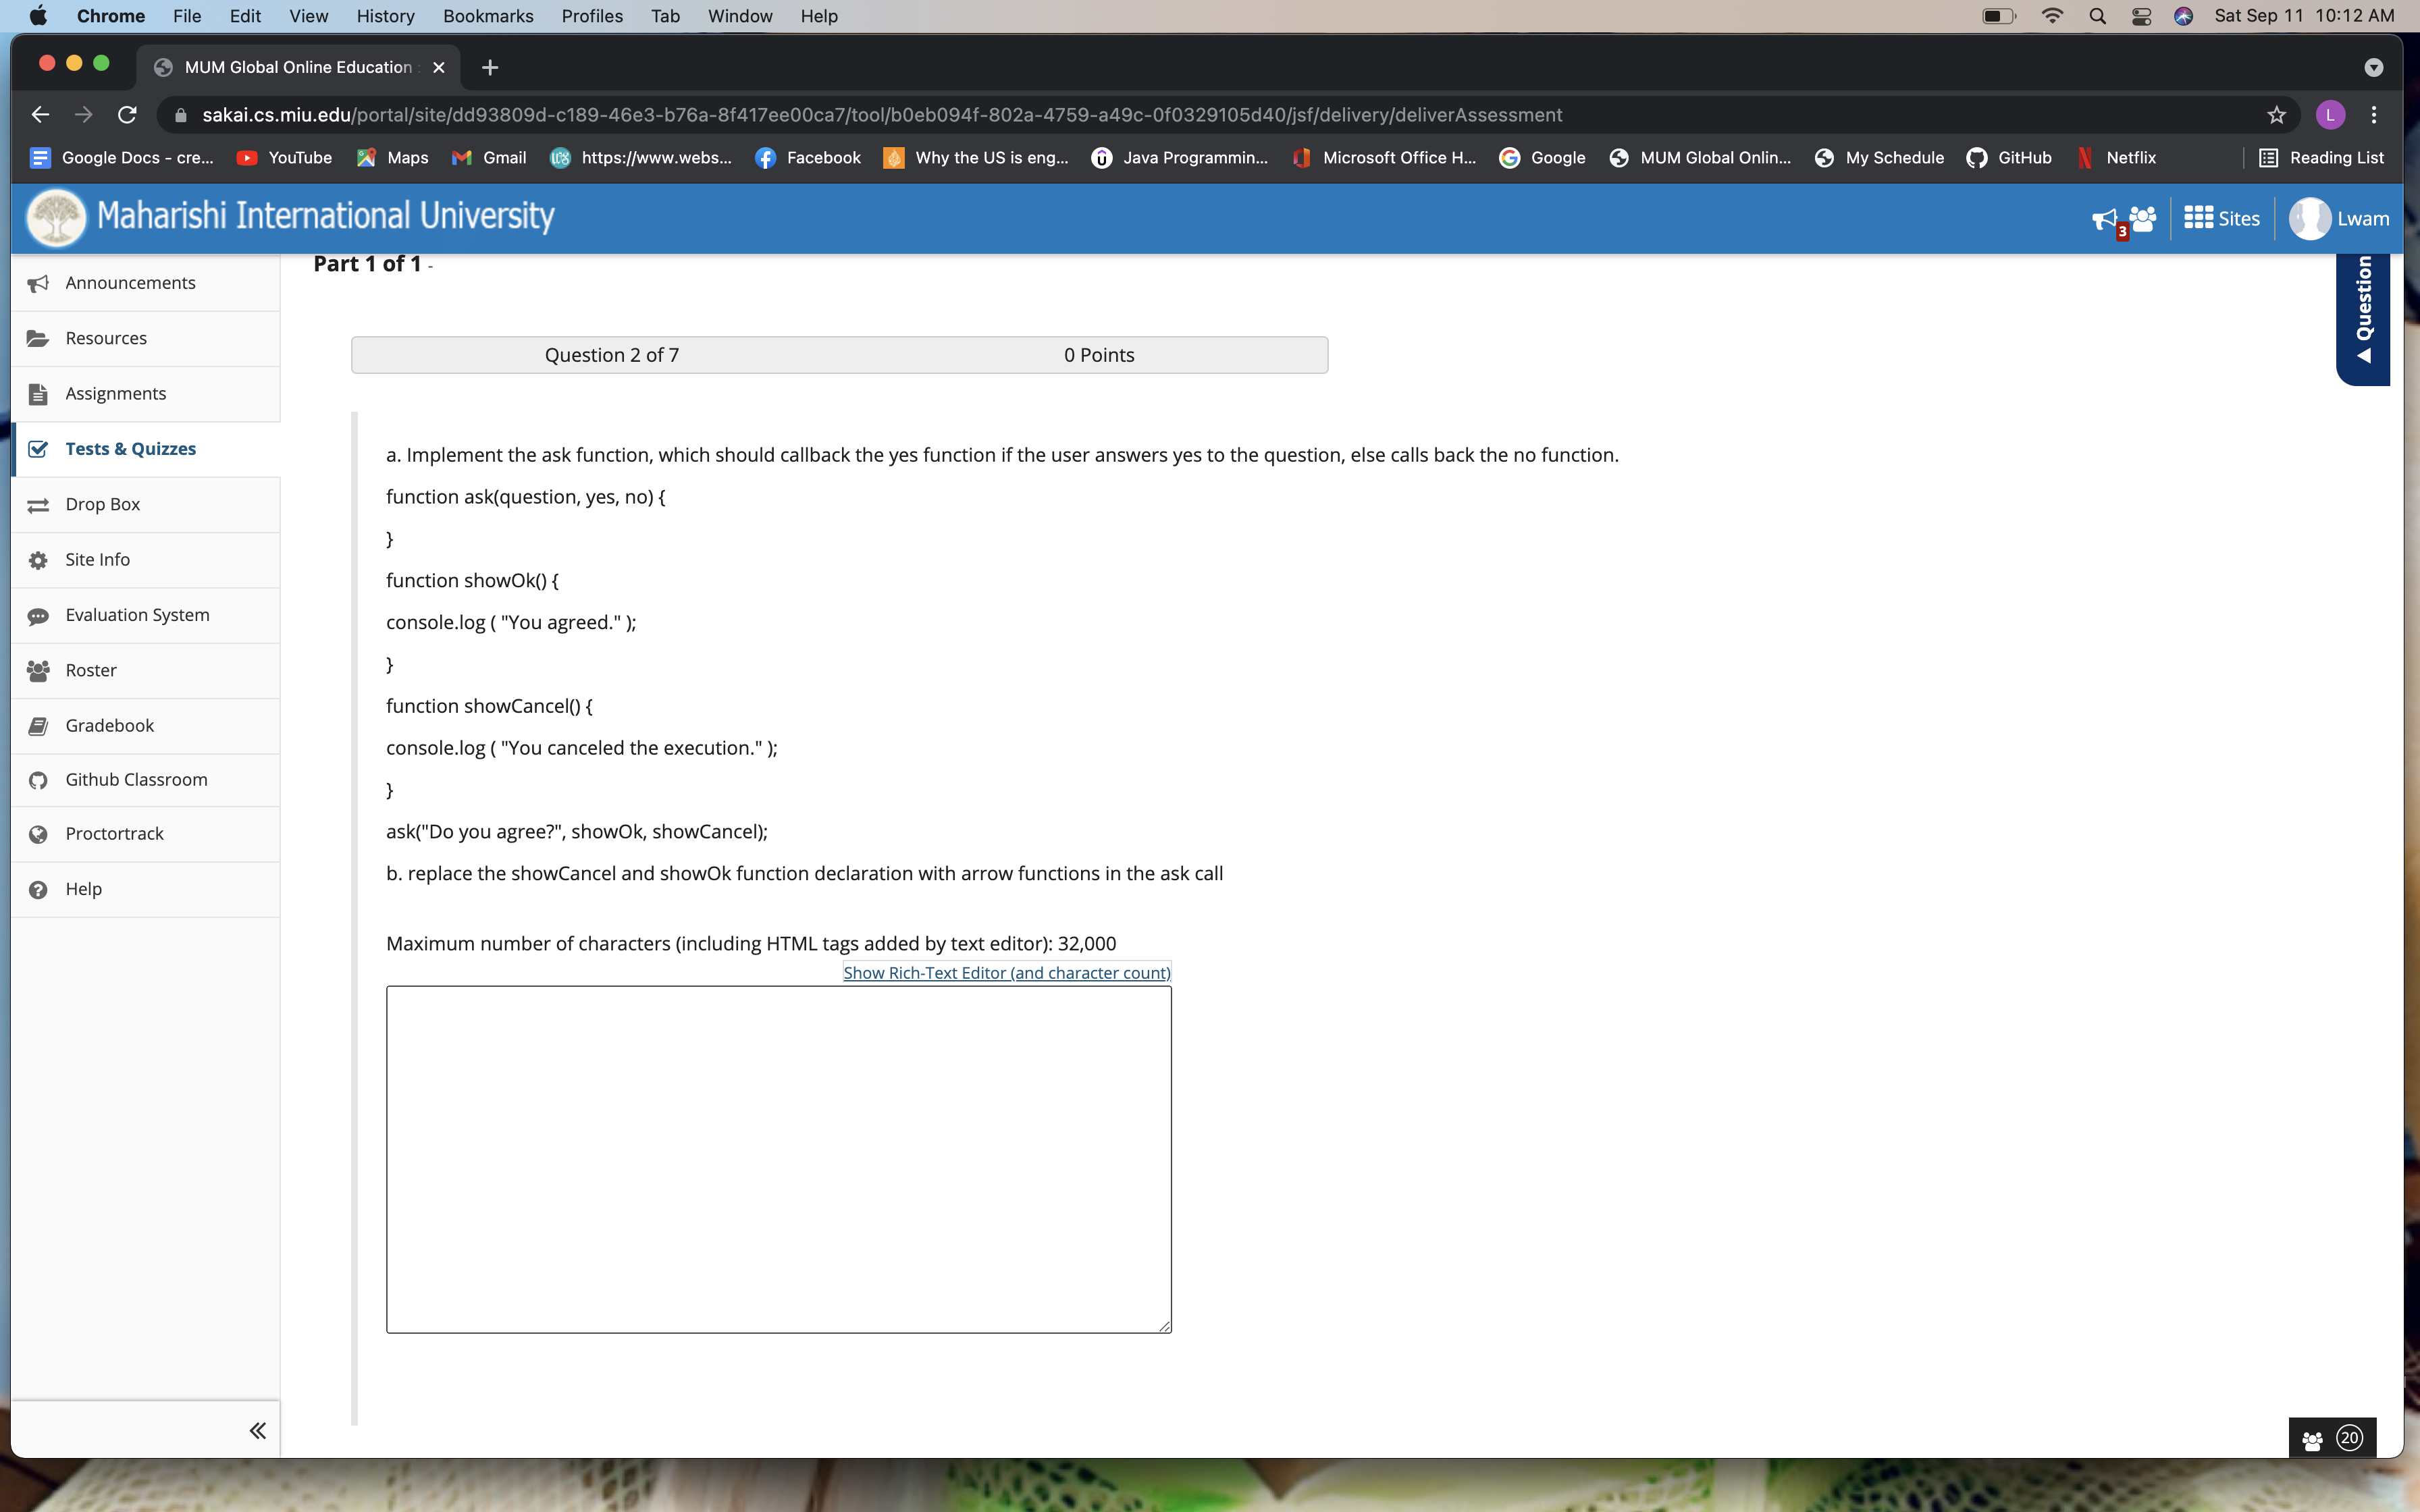 Chrome File Edit View History Bookmarks Profiles Tab Window Help Sat Sep 11 10:12 AM
MUM Global Online Education :
sakai.cs.miu.edu/portal/site/dd93809d-c189-46e3-b76a-8f417ee00ca7/tool/b0eb094f-802a-4759-a49c-0f0329105d40/jsf/delivery/deliverAssessment L
Google Docs - cre... YouTube Maps Gmail https://www.webs... Facebook Why the US is eng... Java Programmin... Microsoft Office H... Google MUM Global Onlin... My Schedule GitHub Netflix Reading List
Maharishi International University 3 Sites Lwam
Part 1 of 1 -
Question
Announcements
Resources
Assignments
Tests & Quizzes
Drop Box
Site Info
Evaluation System
Roster
Gradebook
Github Classroom
Proctortrack
Help
Question 2 of 7 0 Points
a. Implement the ask function, which should callback the yes function if the user answers yes to the question, else calls back the no function.
function ask(question, yes, no) {
}
function showOk() {
console.log ( "You agreed." );
}
function showCancel() {
console.log ( "You canceled the execution." );
}
ask("Do you agree?", showOk, showCancel);
b. replace the showCancel and showOk function declaration with arrow functions in the ask call
Maximum number of characters (including HTML tags added by text editor): 32,000
Show Rich-Text Editor (and character count)
20